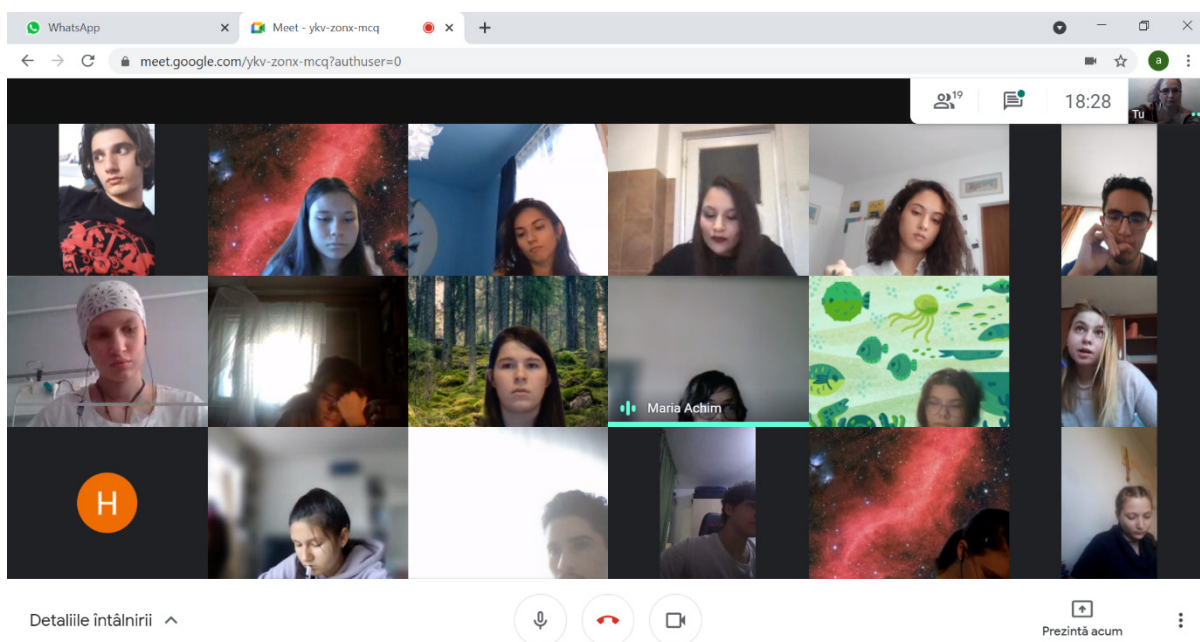 WhatsApp
Meet - ykv-zonx-mcq
meet.google.com/ykv-zonx-mcq?authuser=0
a
19
18:28
Tu
Maria Achim
H
Detaliile întâlnirii
Prezintă acum